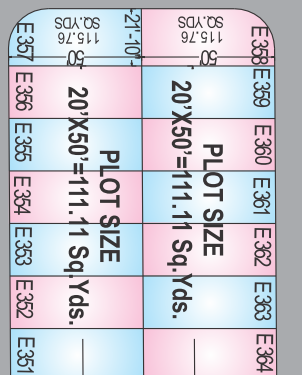 E 357
115.76
SQ.YDS
50'
21'-10"
115.76
SQ.YDS
50'
E 358
E 356
E 359
E 355
E 360
E 354
E 361
E 353
E 362
E 352
E 363
E 351
E 364
PLOT SIZE
20'X50'=111.11 Sq.Yds.
PLOT SIZE
20'X50'=111.11 Sq.Yds.